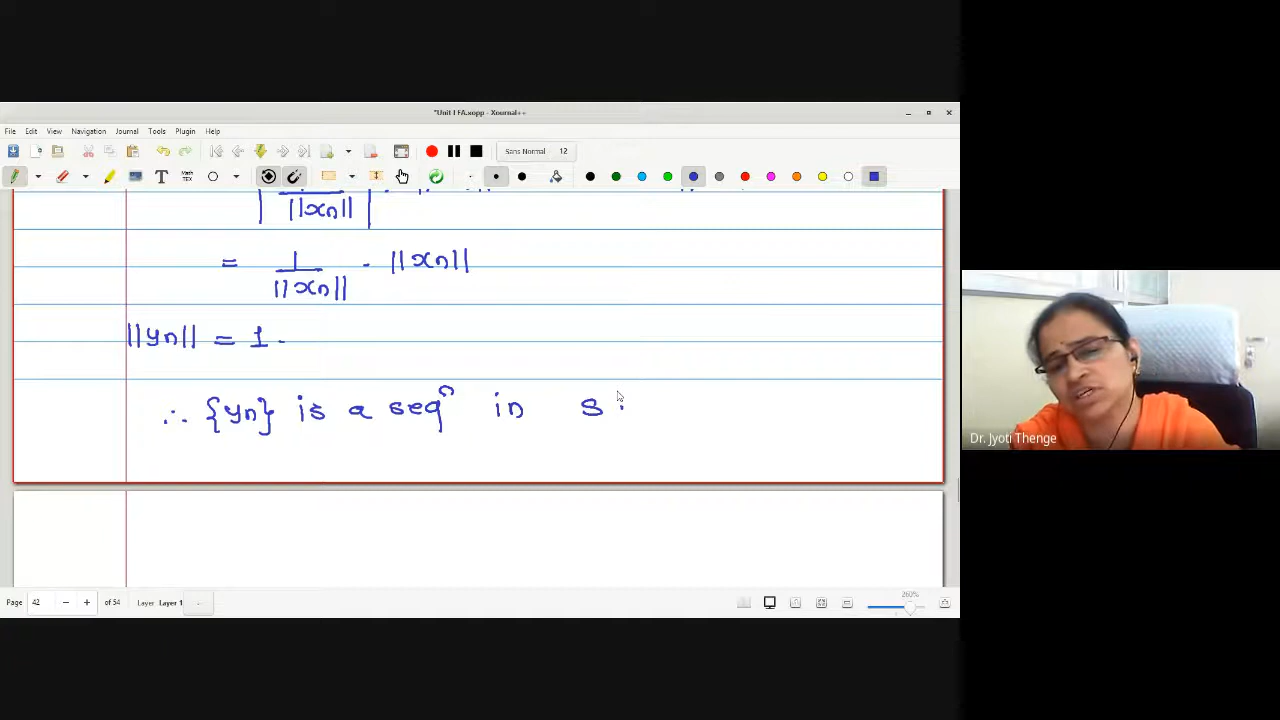 *Unit I FA.xopp - Xournal++
File Edit View Navigation Journal Tools Plugin Help
Sans Normal 12
||xn||
= 1 / ||xn|| . ||xn||
||yn|| = 1.
∴ {yn} is a seqⁿ in S.
Dr. Jyoti Thenge
Page 42 of 54 Layer Layer 1
260%